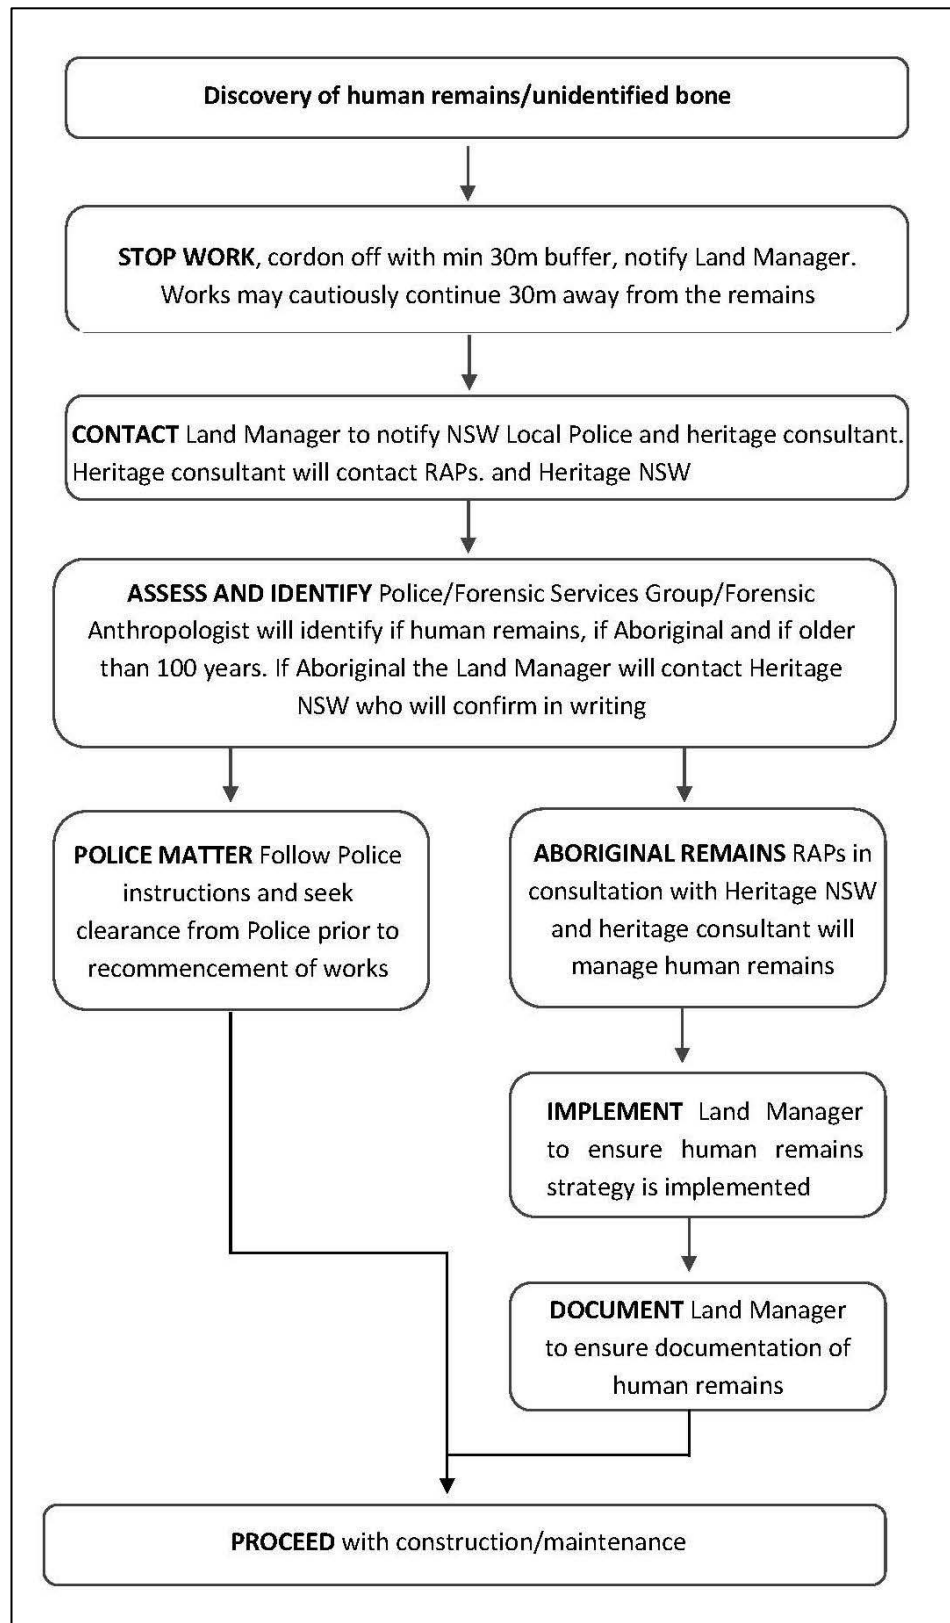 Discovery of human remains/unidentified bone
STOP WORK, cordon off with min 30m buffer, notify Land Manager.
Works may cautiously continue 30m away from the remains
CONTACT Land Manager to notify NSW Local Police and heritage consultant.
Heritage consultant will contact RAPs. and Heritage NSW
ASSESS AND IDENTIFY Police/Forensic Services Group/Forensic
Anthropologist will identify if human remains, if Aboriginal and if older
than 100 years. If Aboriginal the Land Manager will contact Heritage
NSW who will confirm in writing
POLICE MATTER Follow Police
instructions and seek
clearance from Police prior to
recommencement of works
ABORIGINAL REMAINS RAPs in
consultation with Heritage NSW
and heritage consultant will
manage human remains
IMPLEMENT Land Manager
to ensure human remains
strategy is implemented
DOCUMENT Land Manager
to ensure documentation of
human remains
PROCEED with construction/maintenance